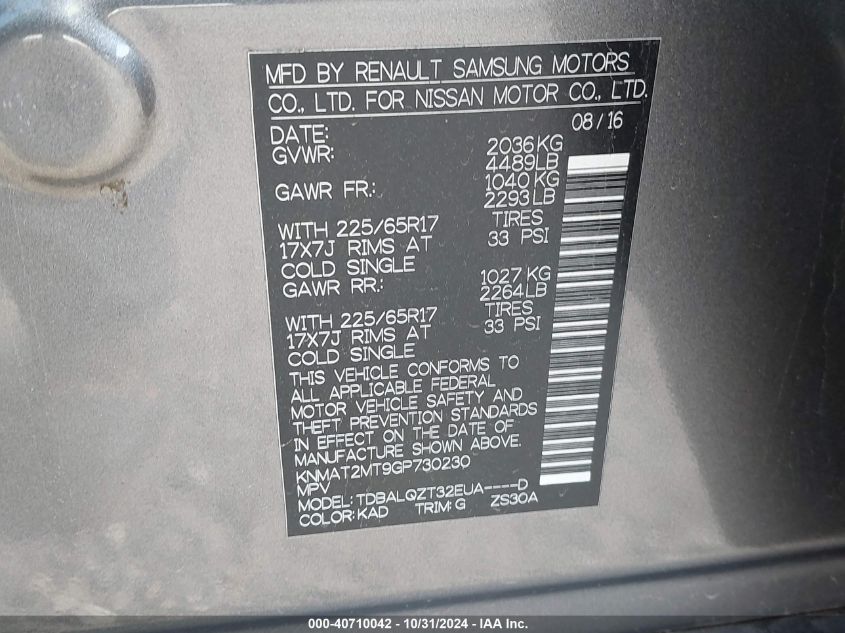 MFD BY RENAULT SAMSUNG MOTORS
CO., LTD. FOR NISSAN MOTOR CO., LTD.
DATE: 08/16
GVWR: 2036KG
4489LB
GAWR FR.: 1040KG
2293LB
WITH 225/65R17 TIRES
17X7J RIMS AT 33 PSI
COLD SINGLE
GAWR RR.: 1027KG
2264LB
WITH 225/65R17 TIRES
17X7J RIMS AT 33 PSI
COLD SINGLE
THIS VEHICLE CONFORMS TO
ALL APPLICABLE FEDERAL
MOTOR VEHICLE SAFETY AND
THEFT PREVENTION STANDARDS
IN EFFECT ON THE DATE OF
MANUFACTURE SHOWN ABOVE.
KNMAT2MT9GP730230
MPV
MODEL: TDBALQZT32EUA----D
COLOR: KAD TRIM: G ZS30A
000-40710042 - 10/31/2024 - IAA Inc.